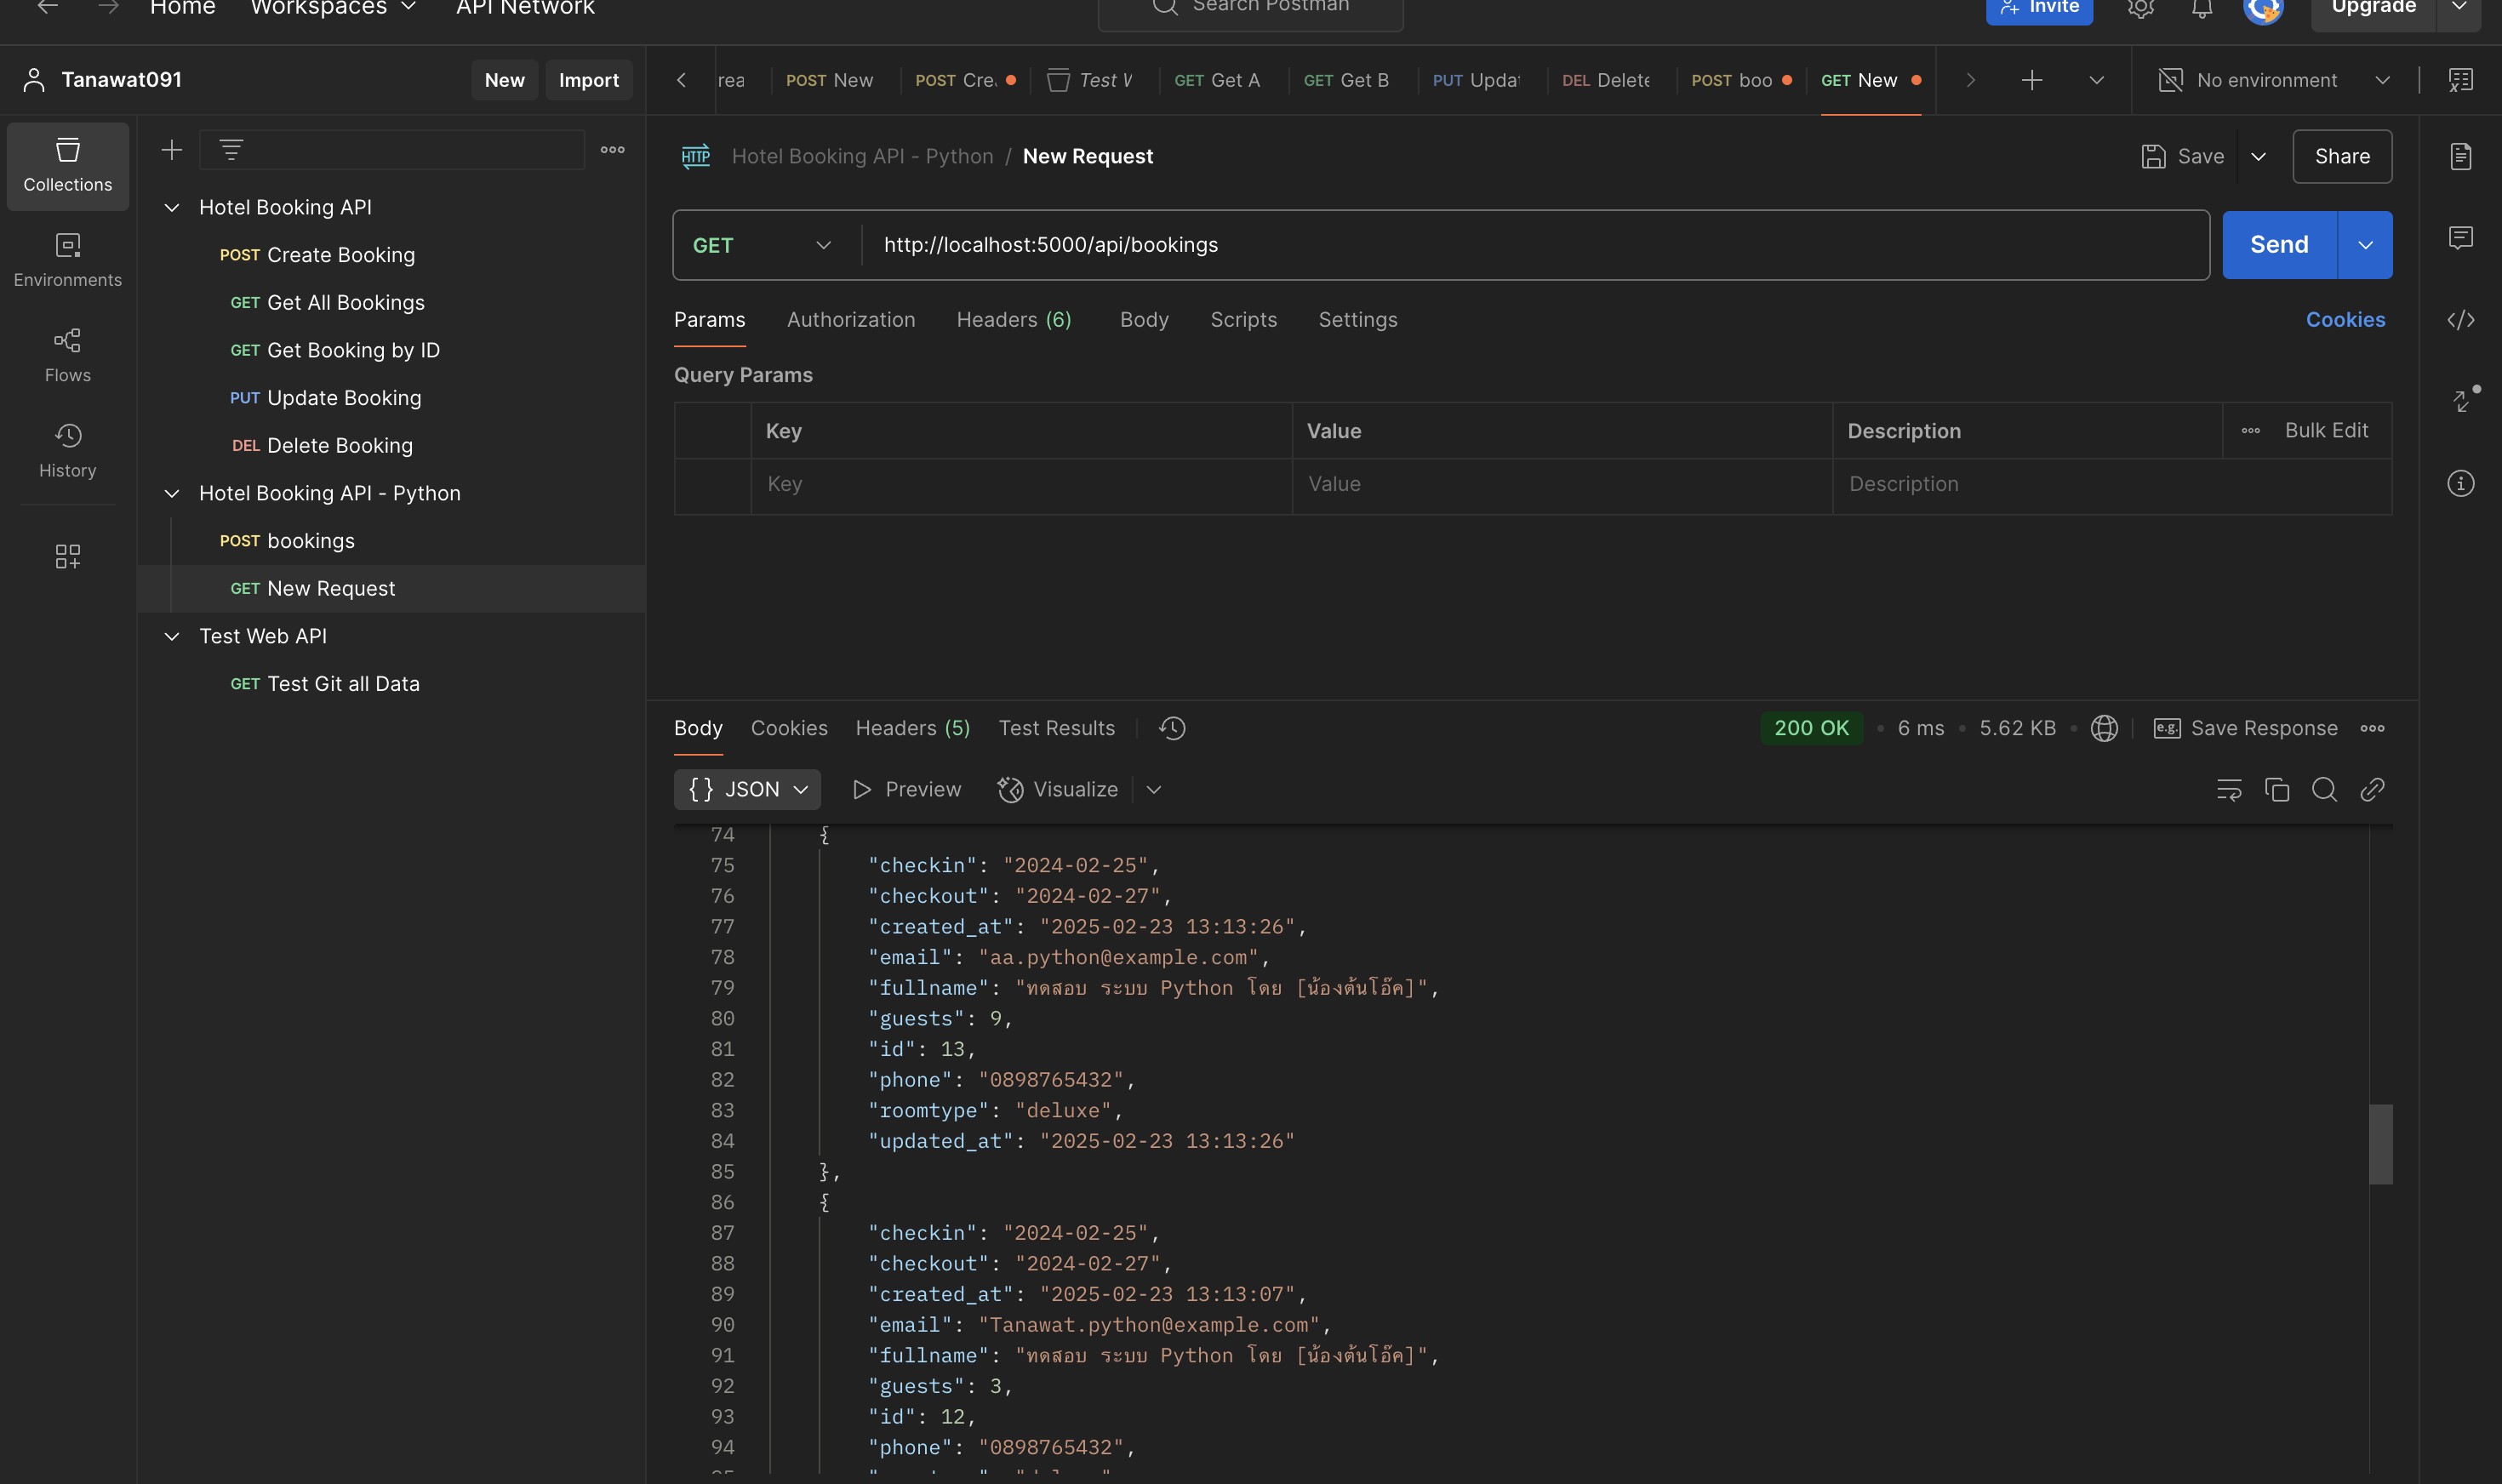 Home Workspaces API Network
Search Postman
Invite
Upgrade
Tanawat091
New
Import
POST New
POST Cre
Test
GET Get A
GET Get B
PUT Updat
DEL Delete
POST boo
GET New
No environment
Collections
Environments
Flows
History
Hotel Booking API
POST Create Booking
GET Get All Bookings
GET Get Booking by ID
PUT Update Booking
DEL Delete Booking
Hotel Booking API - Python
POST bookings
GET New Request
Test Web API
GET Test Git all Data
HTTP Hotel Booking API - Python / New Request
Save
Share
GET http://localhost:5000/api/bookings
Send
Params Authorization Headers (6) Body Scripts Settings
Cookies
Query Params
Key Value Description Bulk Edit
Key Value Description
Body Cookies Headers (5) Test Results
200 OK • 6 ms • 5.62 KB •
e.g. Save Response
{} JSON Preview Visualize
74 {
75 "checkin": "2024-02-25",
76 "checkout": "2024-02-27",
77 "created_at": "2025-02-23 13:13:26",
78 "email": "aa.python@example.com",
79 "fullname": "ทดสอบ ระบบ Python โดย [น้องต้นโอ๊ค]",
80 "guests": 9,
81 "id": 13,
82 "phone": "0898765432",
83 "roomtype": "deluxe",
84 "updated_at": "2025-02-23 13:13:26"
85 },
86 {
87 "checkin": "2024-02-25",
88 "checkout": "2024-02-27",
89 "created_at": "2025-02-23 13:13:07",
90 "email": "Tanawat.python@example.com",
91 "fullname": "ทดสอบ ระบบ Python โดย [น้องต้นโอ๊ค]",
92 "guests": 3,
93 "id": 12,
94 "phone": "0898765432",